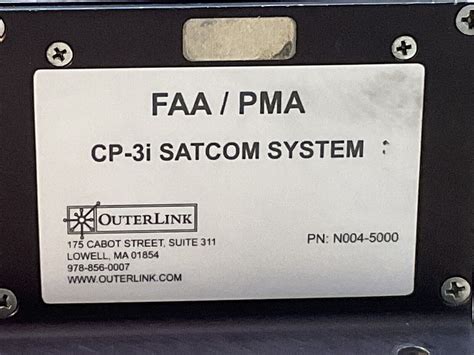 FAA / PMA
CP-3i SATCOM SYSTEM
OUTERLINK
175 CABOT STREET, SUITE 311
LOWELL, MA 01854
978-856-0007
WWW.OUTERLINK.COM
PN: N004-5000